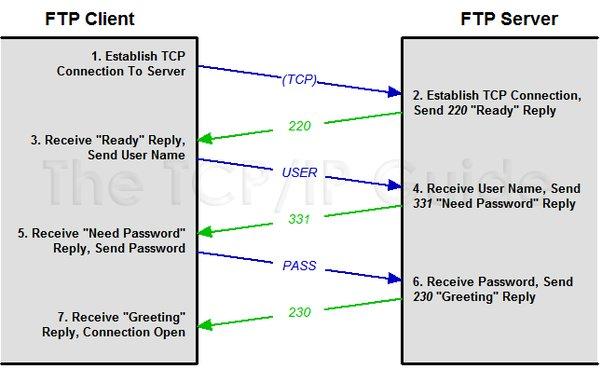 FTP Client
FTP Server
1. Establish TCP
Connection To Server
(TCP)
2. Establish TCP Connection,
Send 220 "Ready" Reply
220
3. Receive "Ready" Reply,
Send User Name
USER
4. Receive User Name, Send
331 "Need Password" Reply
331
5. Receive "Need Password"
Reply, Send Password
PASS
6. Receive Password, Send
230 "Greeting" Reply
230
7. Receive "Greeting"
Reply, Connection Open
The TCP/IP Guide